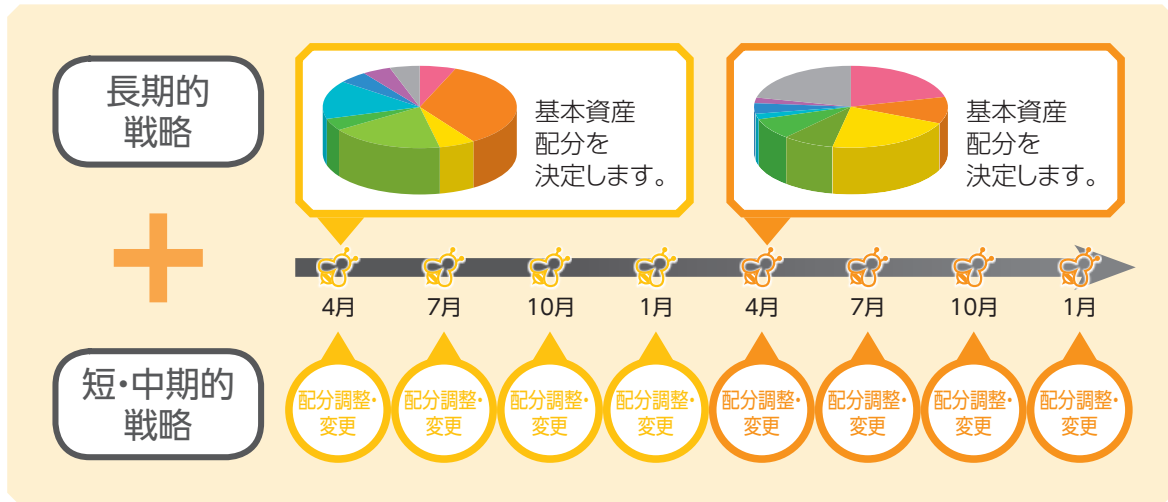 長期的
戦略
基本資産
配分を
決定します。
基本資産
配分を
決定します。
4月
7月
10月
1月
4月
7月
10月
1月
短・中期的
戦略
配分調整・
変更
配分調整・
変更
配分調整・
変更
配分調整・
変更
配分調整・
変更
配分調整・
変更
配分調整・
変更
配分調整・
変更